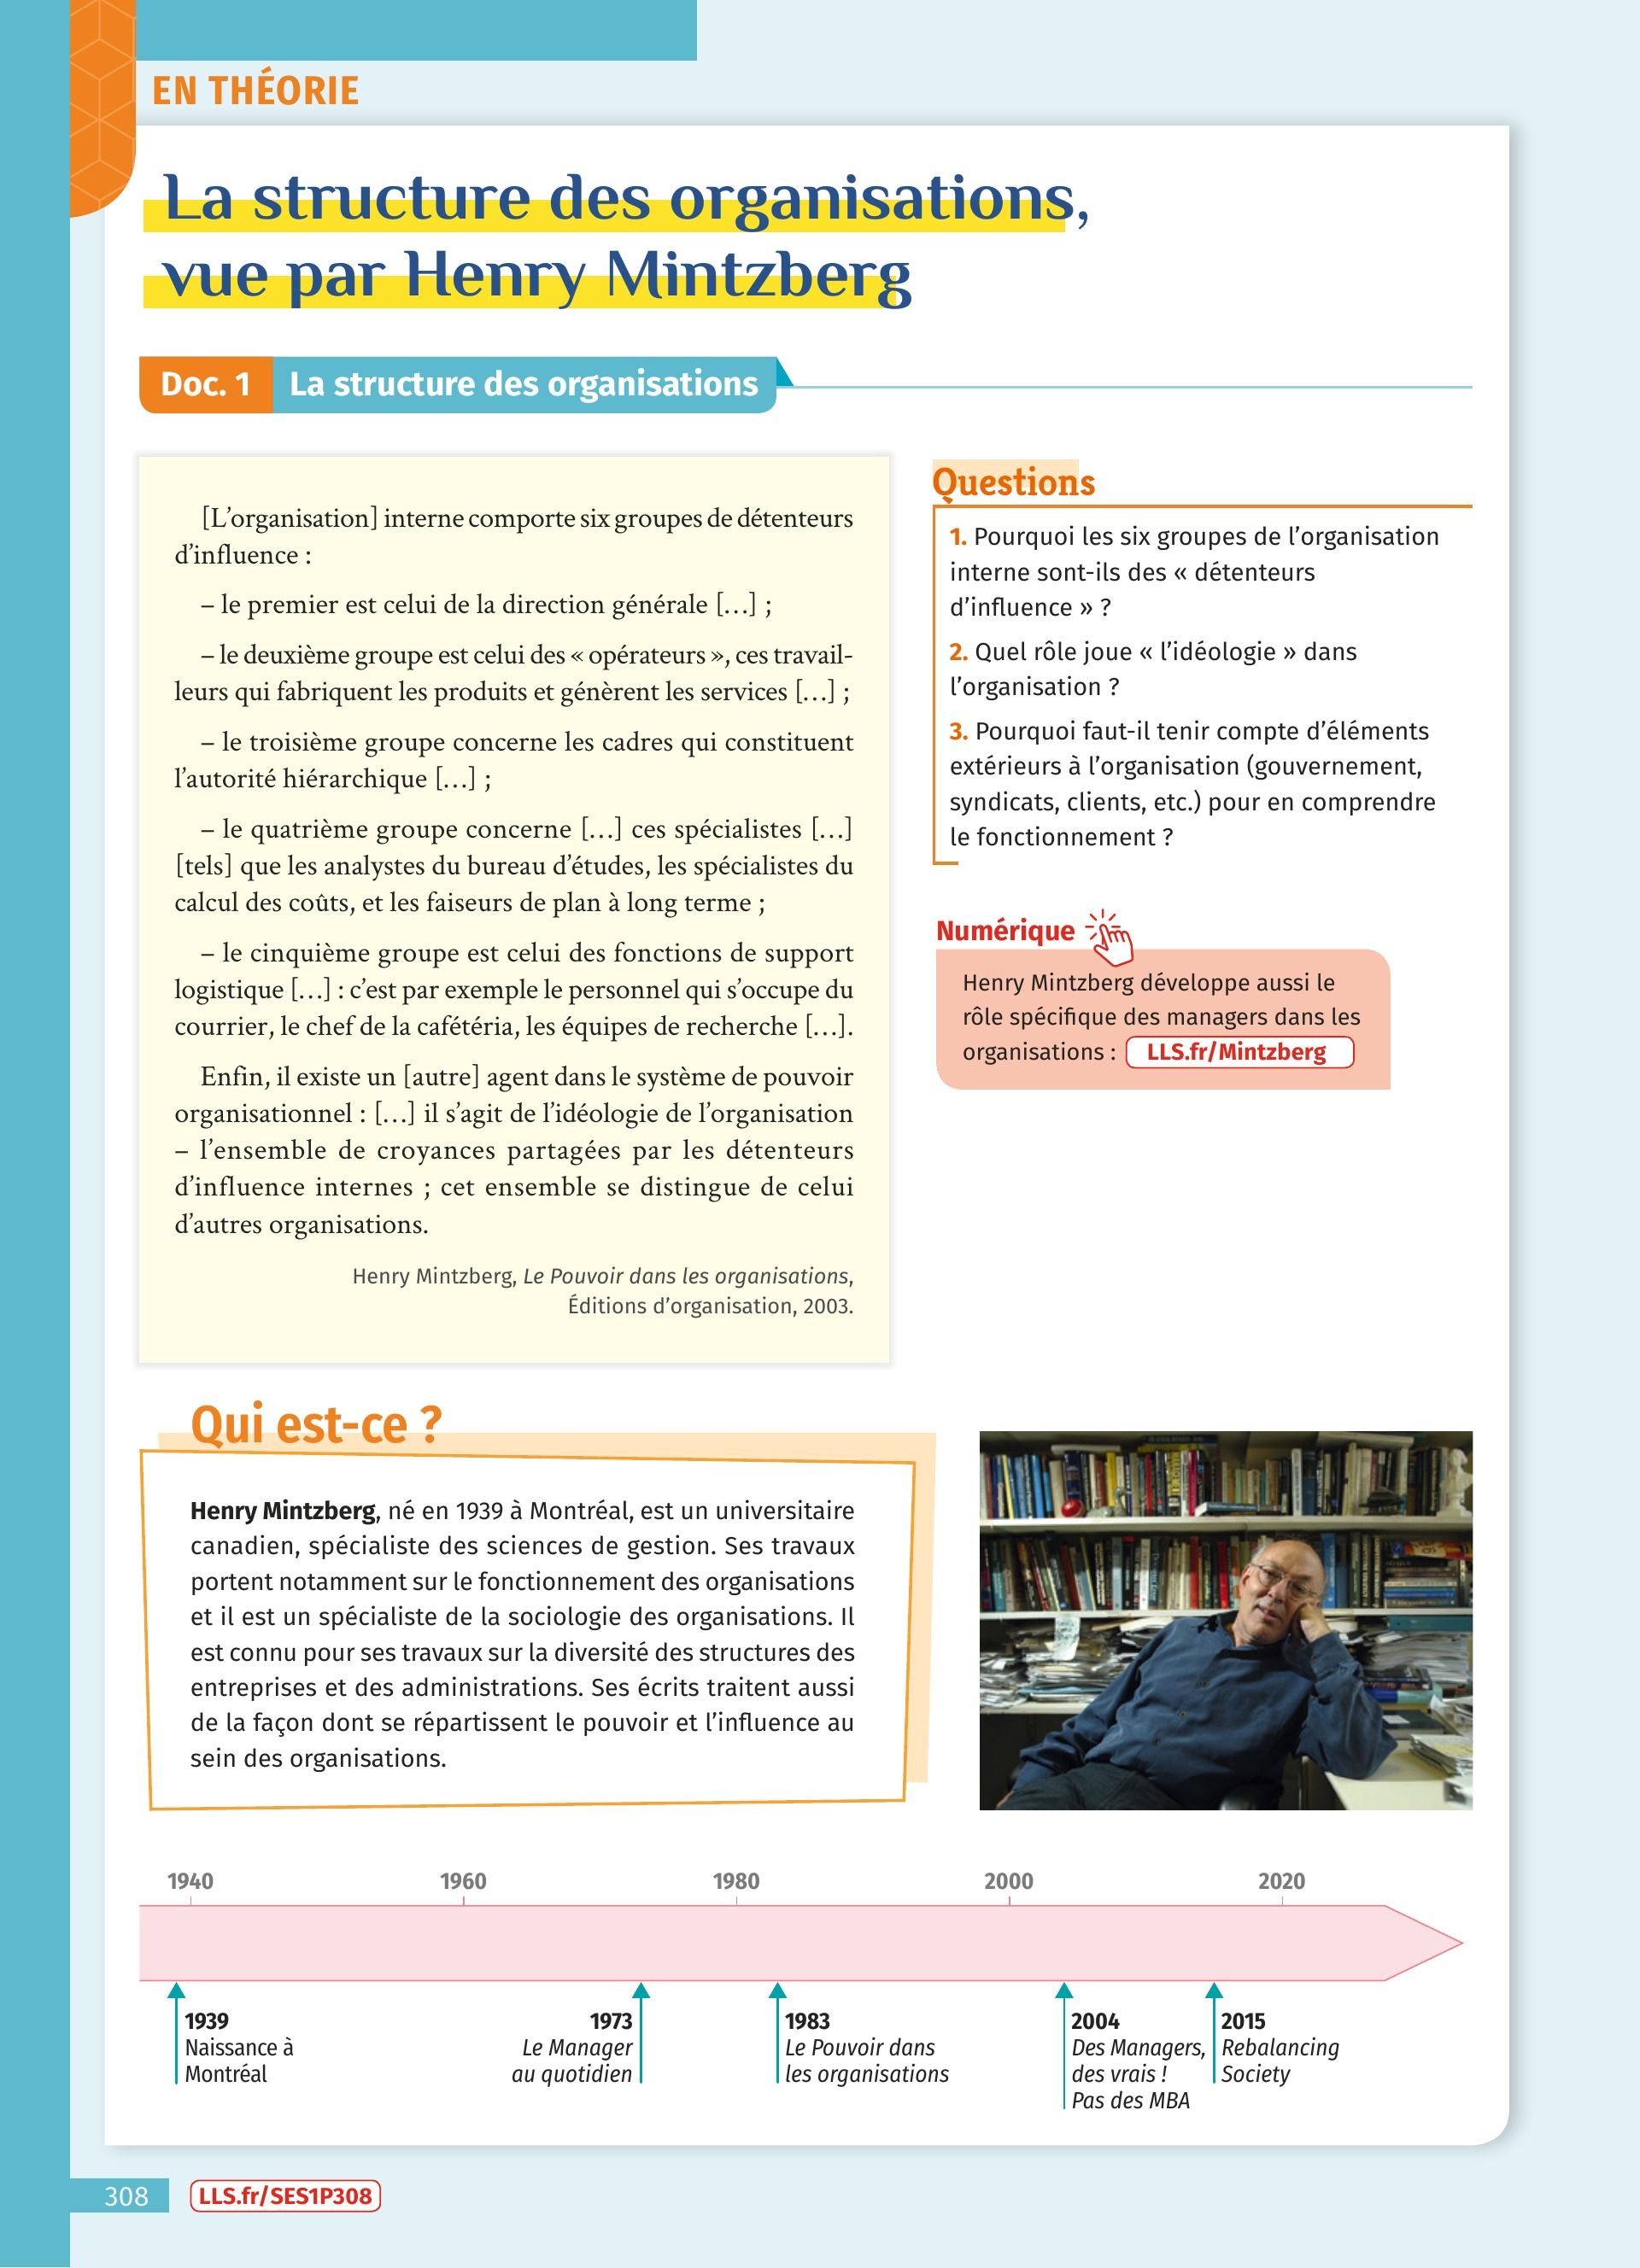 EN THÉORIE
La structure des organisations,
vue par Henry Mintzberg
Doc. 1 La structure des organisations
[L’organisation] interne comporte six groupes de détenteurs
d’influence :
– le premier est celui de la direction générale […] ;
– le deuxième groupe est celui des « opérateurs », ces travail-
leurs qui fabriquent les produits et génèrent les services […] ;
– le troisième groupe concerne les cadres qui constituent
l’autorité hiérarchique […] ;
– le quatrième groupe concerne […] ces spécialistes […]
[tels] que les analystes du bureau d’études, les spécialistes du
calcul des coûts, et les faiseurs de plan à long terme ;
– le cinquième groupe est celui des fonctions de support
logistique […] : c’est par exemple le personnel qui s’occupe du
courrier, le chef de la cafétéria, les équipes de recherche […].
Enfin, il existe un [autre] agent dans le système de pouvoir
organisationnel : […] il s’agit de l’idéologie de l’organisation
– l’ensemble de croyances partagées par les détenteurs
d’influence internes ; cet ensemble se distingue de celui
d’autres organisations.
Henry Mintzberg, Le Pouvoir dans les organisations,
Éditions d’organisation, 2003.
Questions
1. Pourquoi les six groupes de l’organisation
interne sont-ils des « détenteurs
d’influence » ?
2. Quel rôle joue « l’idéologie » dans
l’organisation ?
3. Pourquoi faut-il tenir compte d’éléments
extérieurs à l’organisation (gouvernement,
syndicats, clients, etc.) pour en comprendre
le fonctionnement ?
Numérique
Henry Mintzberg développe aussi le
rôle spécifique des managers dans les
organisations : LLS.fr/Mintzberg
Qui est-ce ?
Henry Mintzberg, né en 1939 à Montréal, est un universitaire
canadien, spécialiste des sciences de gestion. Ses travaux
portent notamment sur le fonctionnement des organisations
et il est un spécialiste de la sociologie des organisations. Il
est connu pour ses travaux sur la diversité des structures des
entreprises et des administrations. Ses écrits traitent aussi
de la façon dont se répartissent le pouvoir et l’influence au
sein des organisations.
1940 1960 1980 2000 2020
1939
Naissance à
Montréal
1973
Le Manager
au quotidien
1983
Le Pouvoir dans
les organisations
2004
Des Managers,
des vrais !
Pas des MBA
2015
Rebalancing
Society
308 LLS.fr/SES1P308